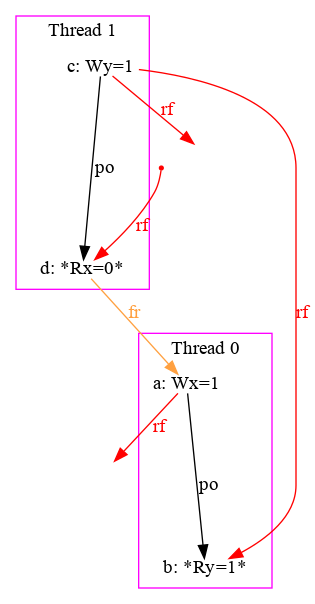 Thread 1
c: Wy=1
rf
po
rf
d: *Rx=0*
fr
rf
Thread 0
a: Wx=1
rf
po
b: *Ry=1*